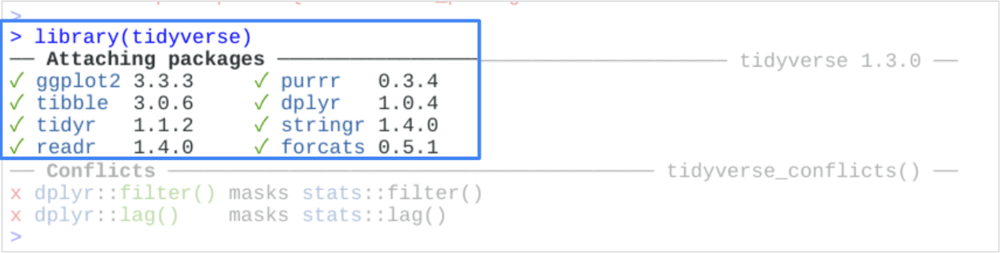 >
> library(tidyverse)
── Attaching packages ──────────────────── tidyverse 1.3.0 ──
✓ ggplot2 3.3.3     ✓ purrr   0.3.4
✓ tibble  3.0.6     ✓ dplyr   1.0.4
✓ tidyr   1.1.2     ✓ stringr 1.4.0
✓ readr   1.4.0     ✓ forcats 0.5.1
── Conflicts ──────────────────── tidyverse_conflicts() ──
x dplyr::filter() masks stats::filter()
x dplyr::lag()    masks stats::lag()
>